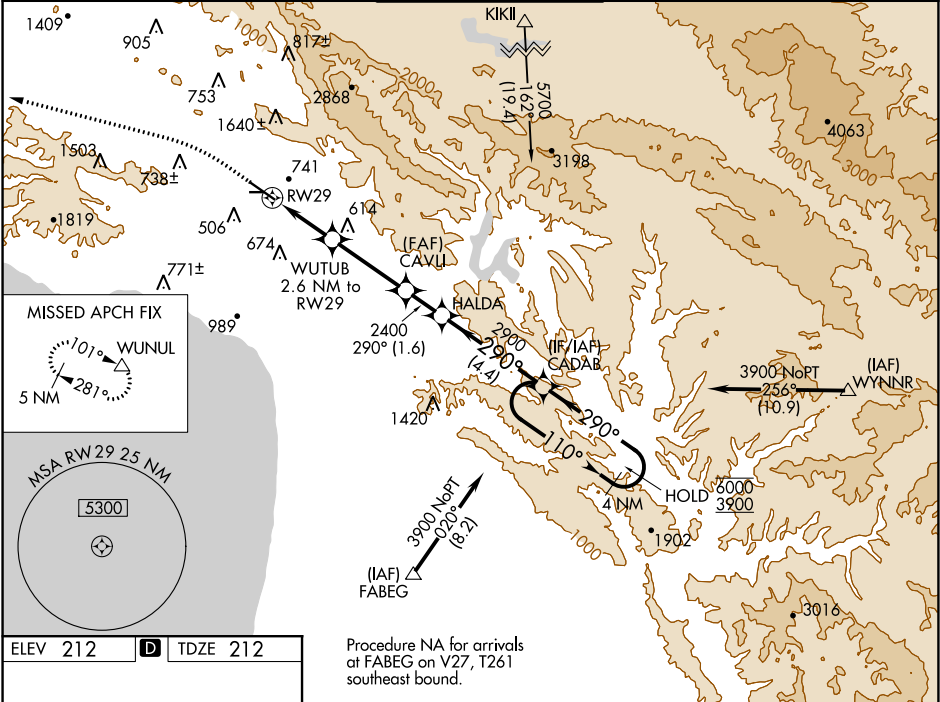 1409
905
1000
817±
KIKII
753
2000
2868
5700
162°
(19.4)
1640±
4063
3000
1503
738±
741
3198
RW29
1819
506
614
674
(FAF)
CAVLI
WUTUB
2.6 NM to
RW29
771±
HALDA
MISSED APCH FIX
101°
WUNUL
281°
5 NM
989
2400
290° (1.6)
2900
290°
(4.4)
(IF/IAF)
CADAB
3900 NoPT
256°
(10.9)
(IAF)
WYNNR
1420
290°
110°
MSA RW29 25 NM
5300
4 NM
HOLD
6000
3900
1902
3900 NoPT
020°
(8.2)
1000
(IAF)
FABEG
3016
ELEV 212
D
TDZE 212
Procedure NA for arrivals
at FABEG on V27, T261
southeast bound.